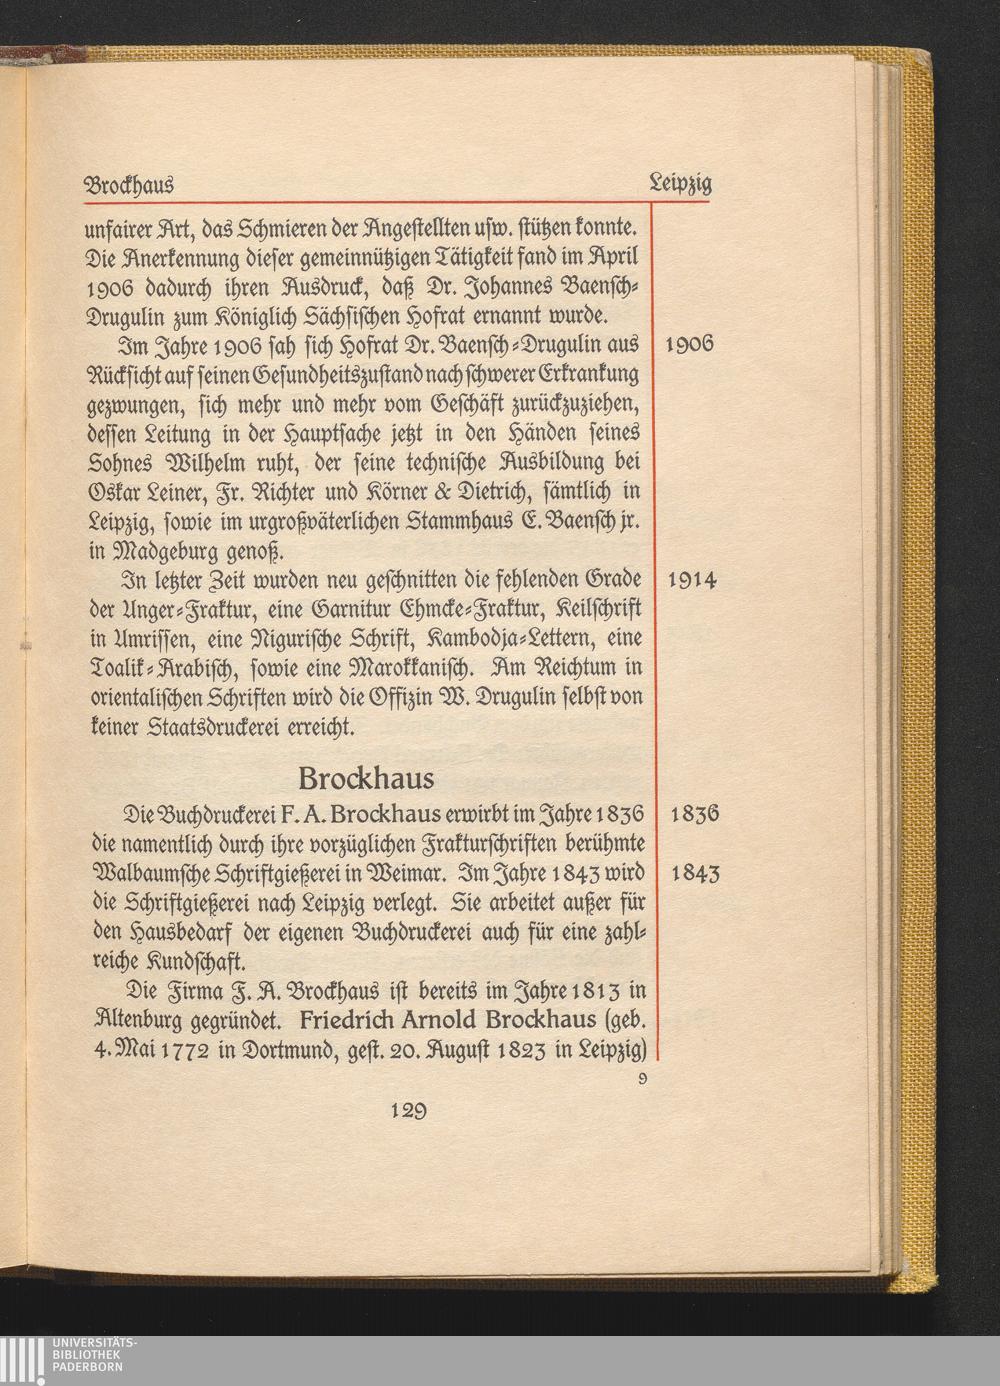 Brockhaus Leipzig
unfairer Art, das Schmieren der Angestellten usw. stützen konnte.
Die Anerkennung dieser gemeinnützigen Tätigkeit fand im April
1906 dadurch ihren Ausdruck, daß Dr. Johannes Baensch-
Drugulin zum Königlich Sächsischen Hofrat ernannt wurde.
Im Jahre 1906 sah sich Hofrat Dr. Baensch-Drugulin aus 1906
Rücksicht auf seinen Gesundheitszustand nach schwerer Erkrankung
gezwungen, sich mehr und mehr vom Geschäft zurückzuziehen,
dessen Leitung in der Hauptsache jetzt in den Händen seines
Sohnes Wilhelm ruht, der seine technische Ausbildung bei
Oskar Leiner, Fr. Richter und Körner & Dietrich, sämtlich in
Leipzig, sowie im urgroßväterlichen Stammhaus E. Baensch jr.
in Madgeburg genoß.
In letzter Zeit wurden neu geschnitten die fehlenden Grade 1914
der Unger-Fraktur, eine Garnitur Ehmcke-Fraktur, Keilschrift
in Umrissen, eine Nigurische Schrift, Kambodja-Lettern, eine
Toalik-Arabisch, sowie eine Marokkanisch. Am Reichtum in
orientalischen Schriften wird die Offizin W. Drugulin selbst von
keiner Staatsdruckerei erreicht.
Brockhaus
Die Buchdruckerei F. A. Brockhaus erwirbt im Jahre 1836 1836
die namentlich durch ihre vorzüglichen Frakturschriften berühmte
Walbaumsche Schriftgießerei in Weimar. Im Jahre 1843 wird 1843
die Schriftgießerei nach Leipzig verlegt. Sie arbeitet außer für
den Hausbedarf der eigenen Buchdruckerei auch für eine zahl-
reiche Kundschaft.
Die Firma F. A. Brockhaus ist bereits im Jahre 1813 in
Altenburg gegründet. Friedrich Arnold Brockhaus (geb.
4. Mai 1772 in Dortmund, gest. 20. August 1823 in Leipzig)
9
129
UNIVERSITÄTS-
BIBLIOTHEK
PADERBORN